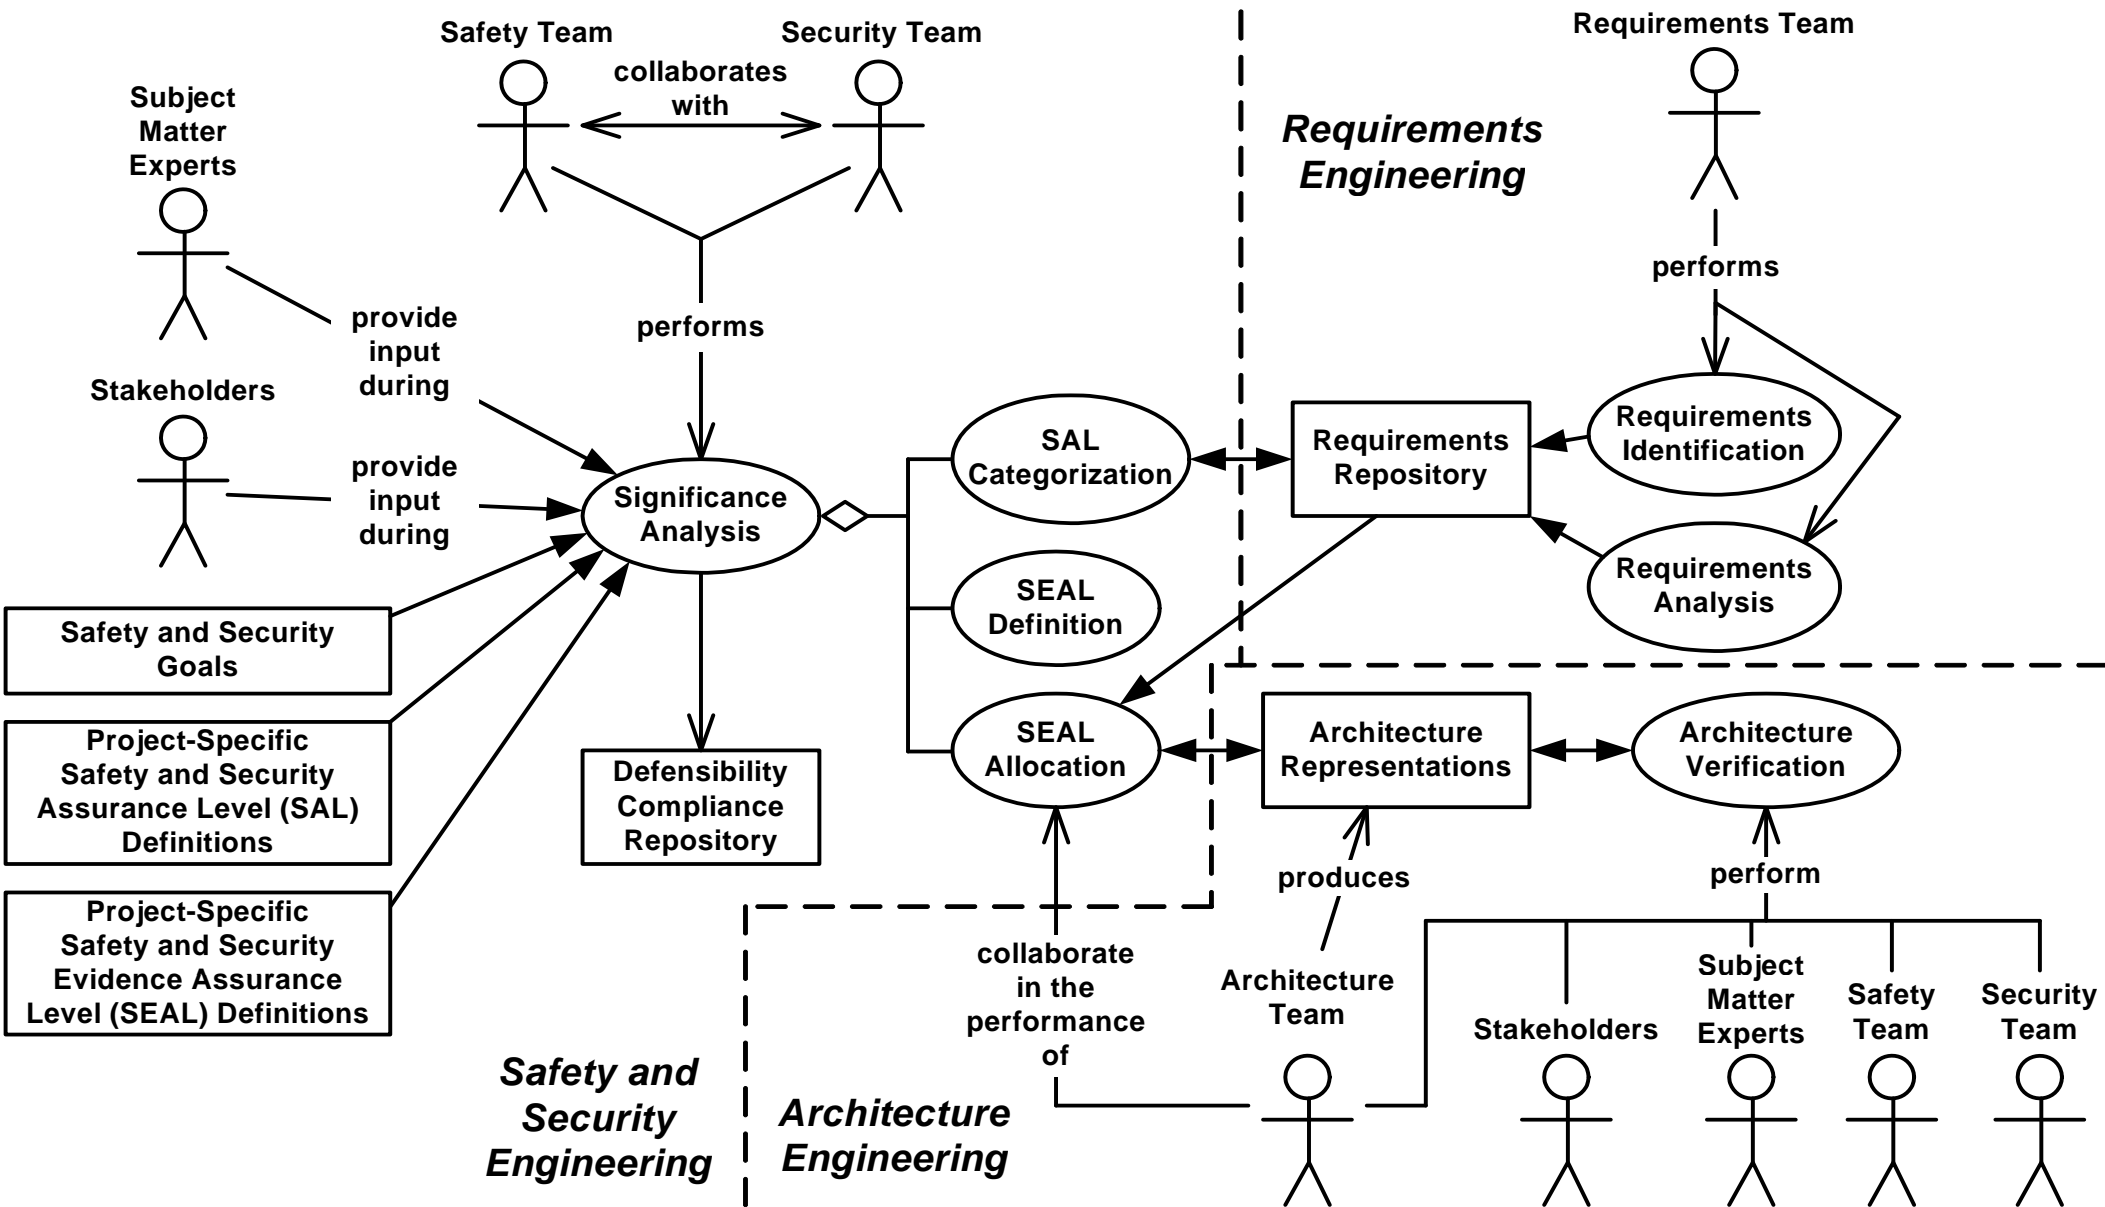 Safety Team
Security Team
Requirements Team
collaborates
with
Subject
Matter
Experts
Requirements
Engineering
performs
provide
input
during
performs
Stakeholders
provide
input
during
Significance
Analysis
SAL
Categorization
Requirements
Repository
Requirements
Identification
SEAL
Definition
Requirements
Analysis
Safety and Security
Goals
Project-Specific
Safety and Security
Assurance Level (SAL)
Definitions
Defensibility
Compliance
Repository
SEAL
Allocation
Architecture
Representations
Architecture
Verification
produces
perform
Project-Specific
Safety and Security
Evidence Assurance
Level (SEAL) Definitions
collaborate
in the
performance
of
Architecture
Team
Stakeholders
Subject
Matter
Experts
Safety
Team
Security
Team
Safety and
Security
Engineering
Architecture
Engineering